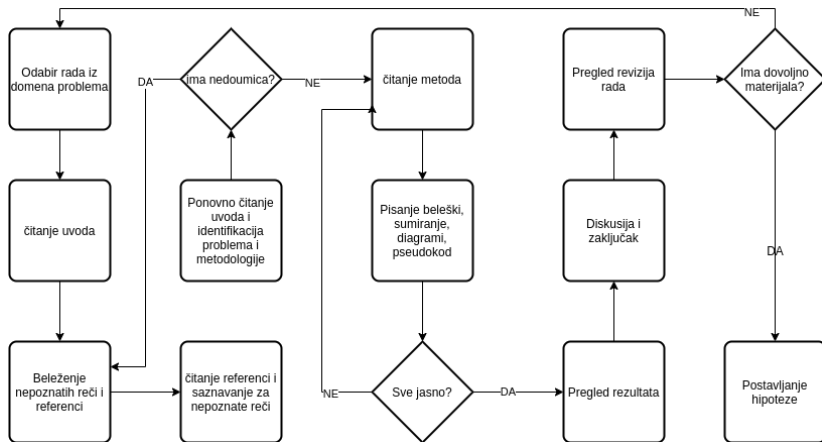 NE
Odabir rada iz
domena problema
DA
ima nedoumica?
NE
čitanje metoda
Pregled revizija
rada
Ima dovoljno
materijala?
čitanje uvoda
Ponovno čitanje
uvoda i
identifikacija
problema i
metodologije
Pisanje beleški,
sumiranje,
diagrami,
pseudokod
Diskusija i
zaključak
DA
Beleženje
nepoznatih reči i
referenci
čitanje referenci i
saznavanje za
nepoznate reči
NE
Sve jasno?
DA
Pregled rezultata
Postavljanje
hipoteze